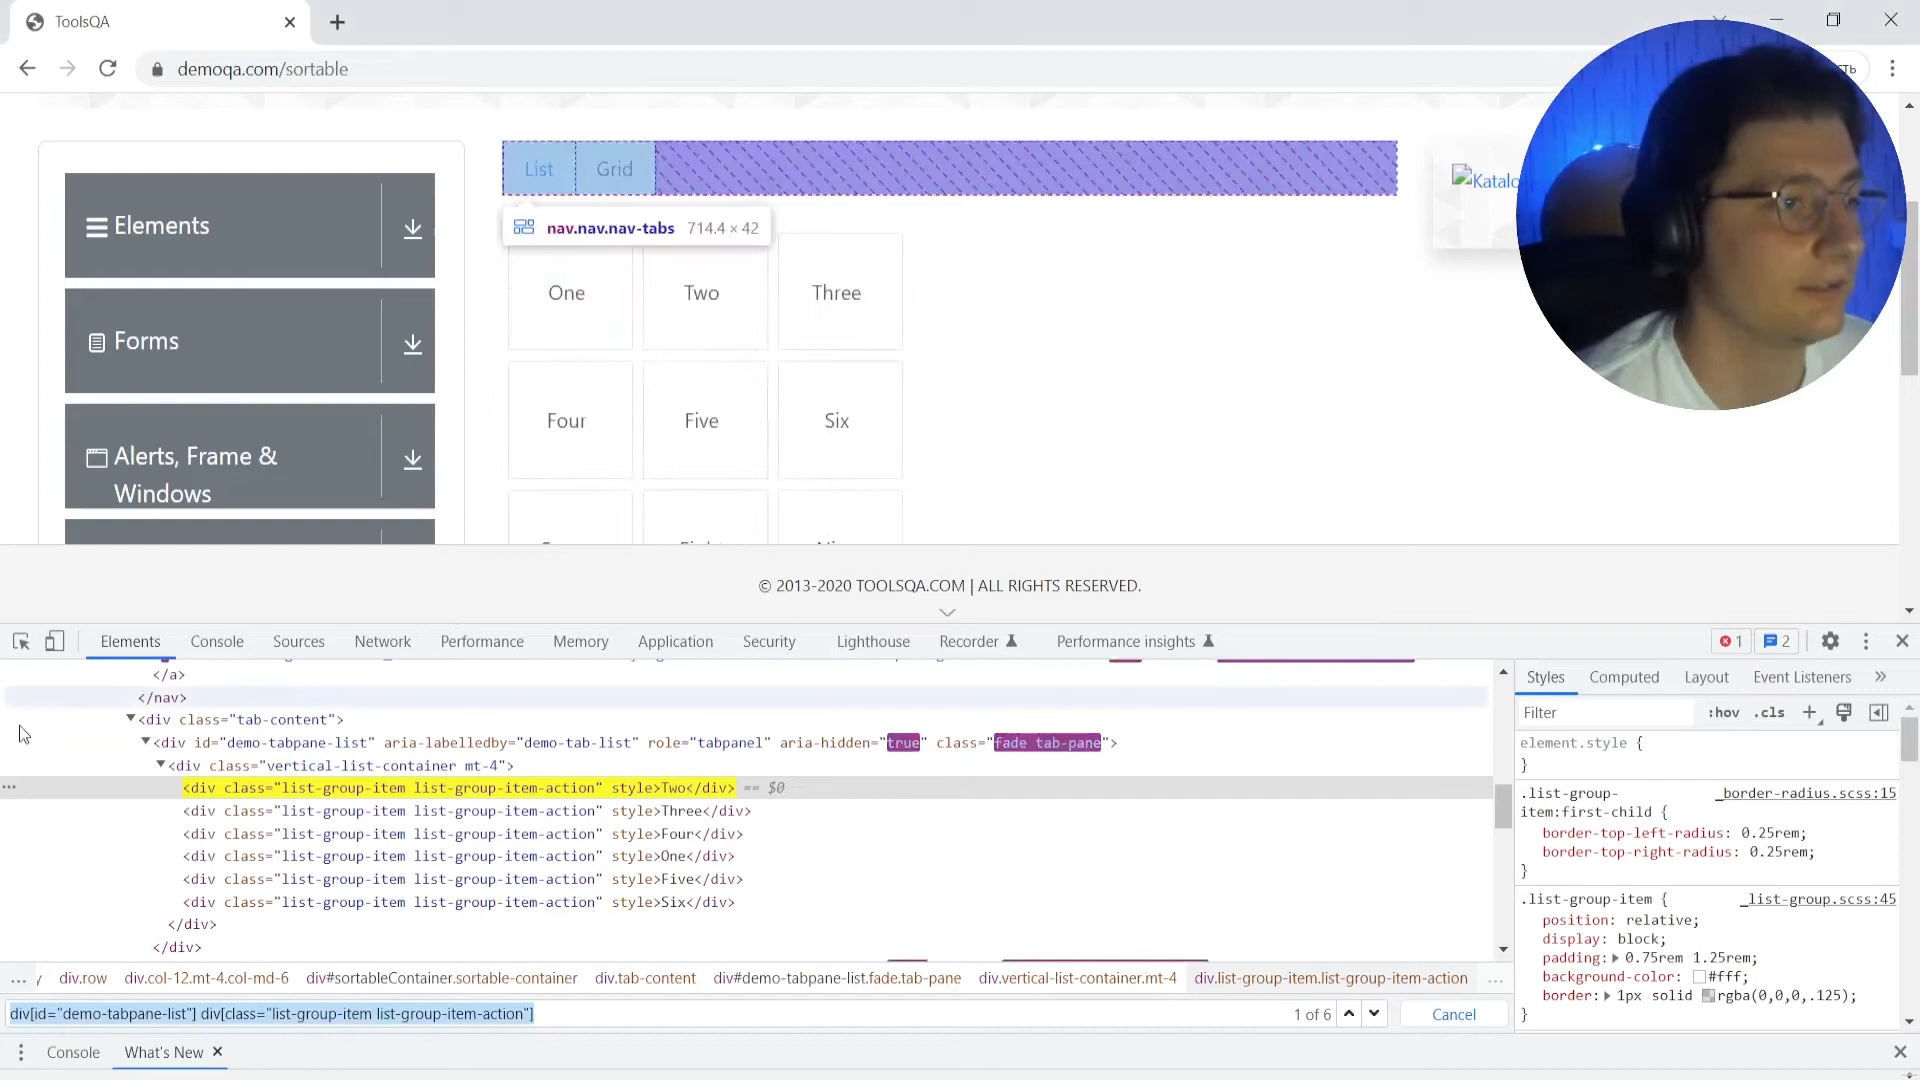 ToolsQA
demoqa.com/sortable
List
Grid
nav.nav.nav-tabs 714.4 × 42
Elements
Forms
Alerts, Frame &
Windows
One
Two
Three
Four
Five
Six
© 2013-2020 TOOLSQA.COM | ALL RIGHTS RESERVED.
Elements
Console
Sources
Network
Performance
Memory
Application
Security
Lighthouse
Recorder
Performance insights
1
2
</a>
</nav>
<div class="tab-content">
<div id="demo-tabpane-list" aria-labelledby="demo-tab-list" role="tabpanel" aria-hidden="true" class="fade tab-pane">
<div class="vertical-list-container mt-4">
<div class="list-group-item list-group-item-action" style>Two</div> == $0
<div class="list-group-item list-group-item-action" style>Three</div>
<div class="list-group-item list-group-item-action" style>Four</div>
<div class="list-group-item list-group-item-action" style>One</div>
<div class="list-group-item list-group-item-action" style>Five</div>
<div class="list-group-item list-group-item-action" style>Six</div>
</div>
</div>
... y div.row div.col-12.mt-4.col-md-6 div#sortableContainer.sortable-container div.tab-content div#demo-tabpane-list.fade.tab-pane div.vertical-list-container.mt-4 div.list-group-item.list-group-item-action ...
div[id="demo-tabpane-list"] div[class="list-group-item list-group-item-action"]
1 of 6
Cancel
Console
What's New
Styles
Computed
Layout
Event Listeners
Filter
:hov .cls
element.style {
}
.list-group-
item:first-child {
_border-radius.scss:15
border-top-left-radius: 0.25rem;
border-top-right-radius: 0.25rem;
}
.list-group-item {
_list-group.scss:45
position: relative;
display: block;
padding: 0.75rem 1.25rem;
background-color: #fff;
border: 1px solid rgba(0,0,0,.125);
}